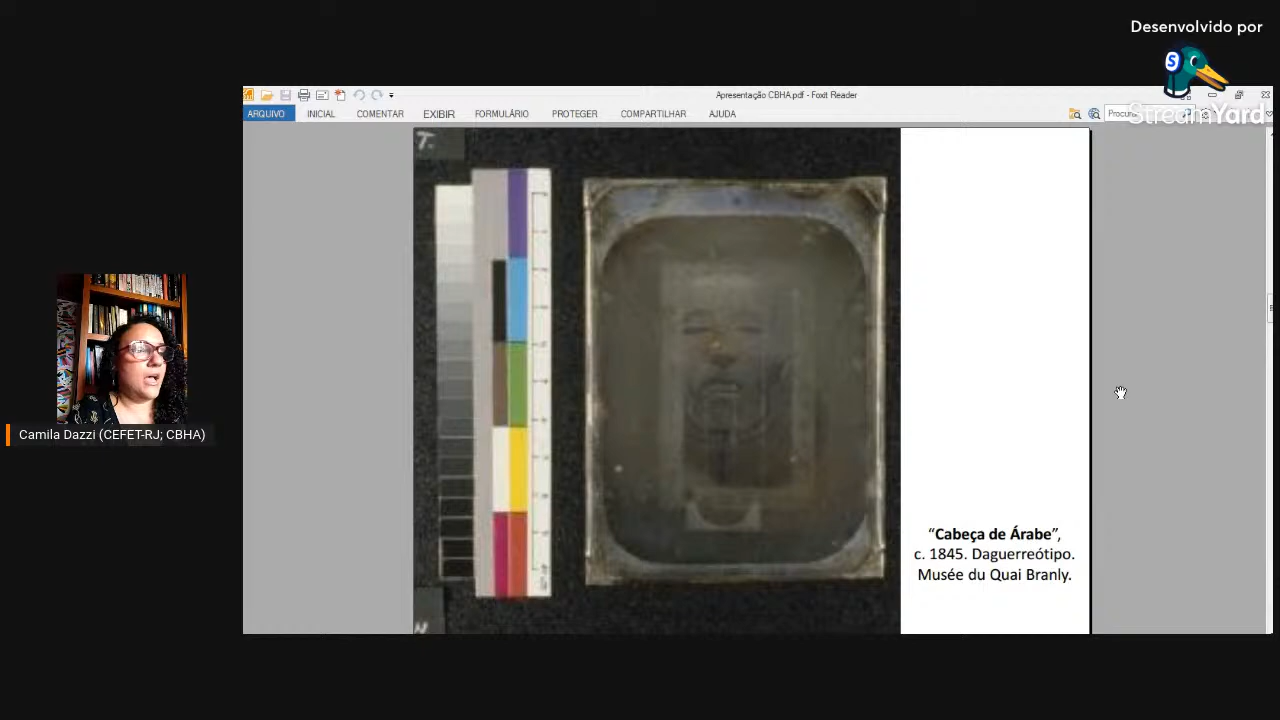 Desenvolvido por
S
StreamYard
Apresentação CBHA.pdf - Foxit Reader
ARQUIVO INICIAL COMENTAR EXIBIR FORMULÁRIO PROTEGER COMPARTILHAR AJUDA
T.
“Cabeça de Árabe”,
c. 1845. Daguerreótipo.
Musée du Quai Branly.
Camila Dazzi (CEFET-RJ; CBHA)